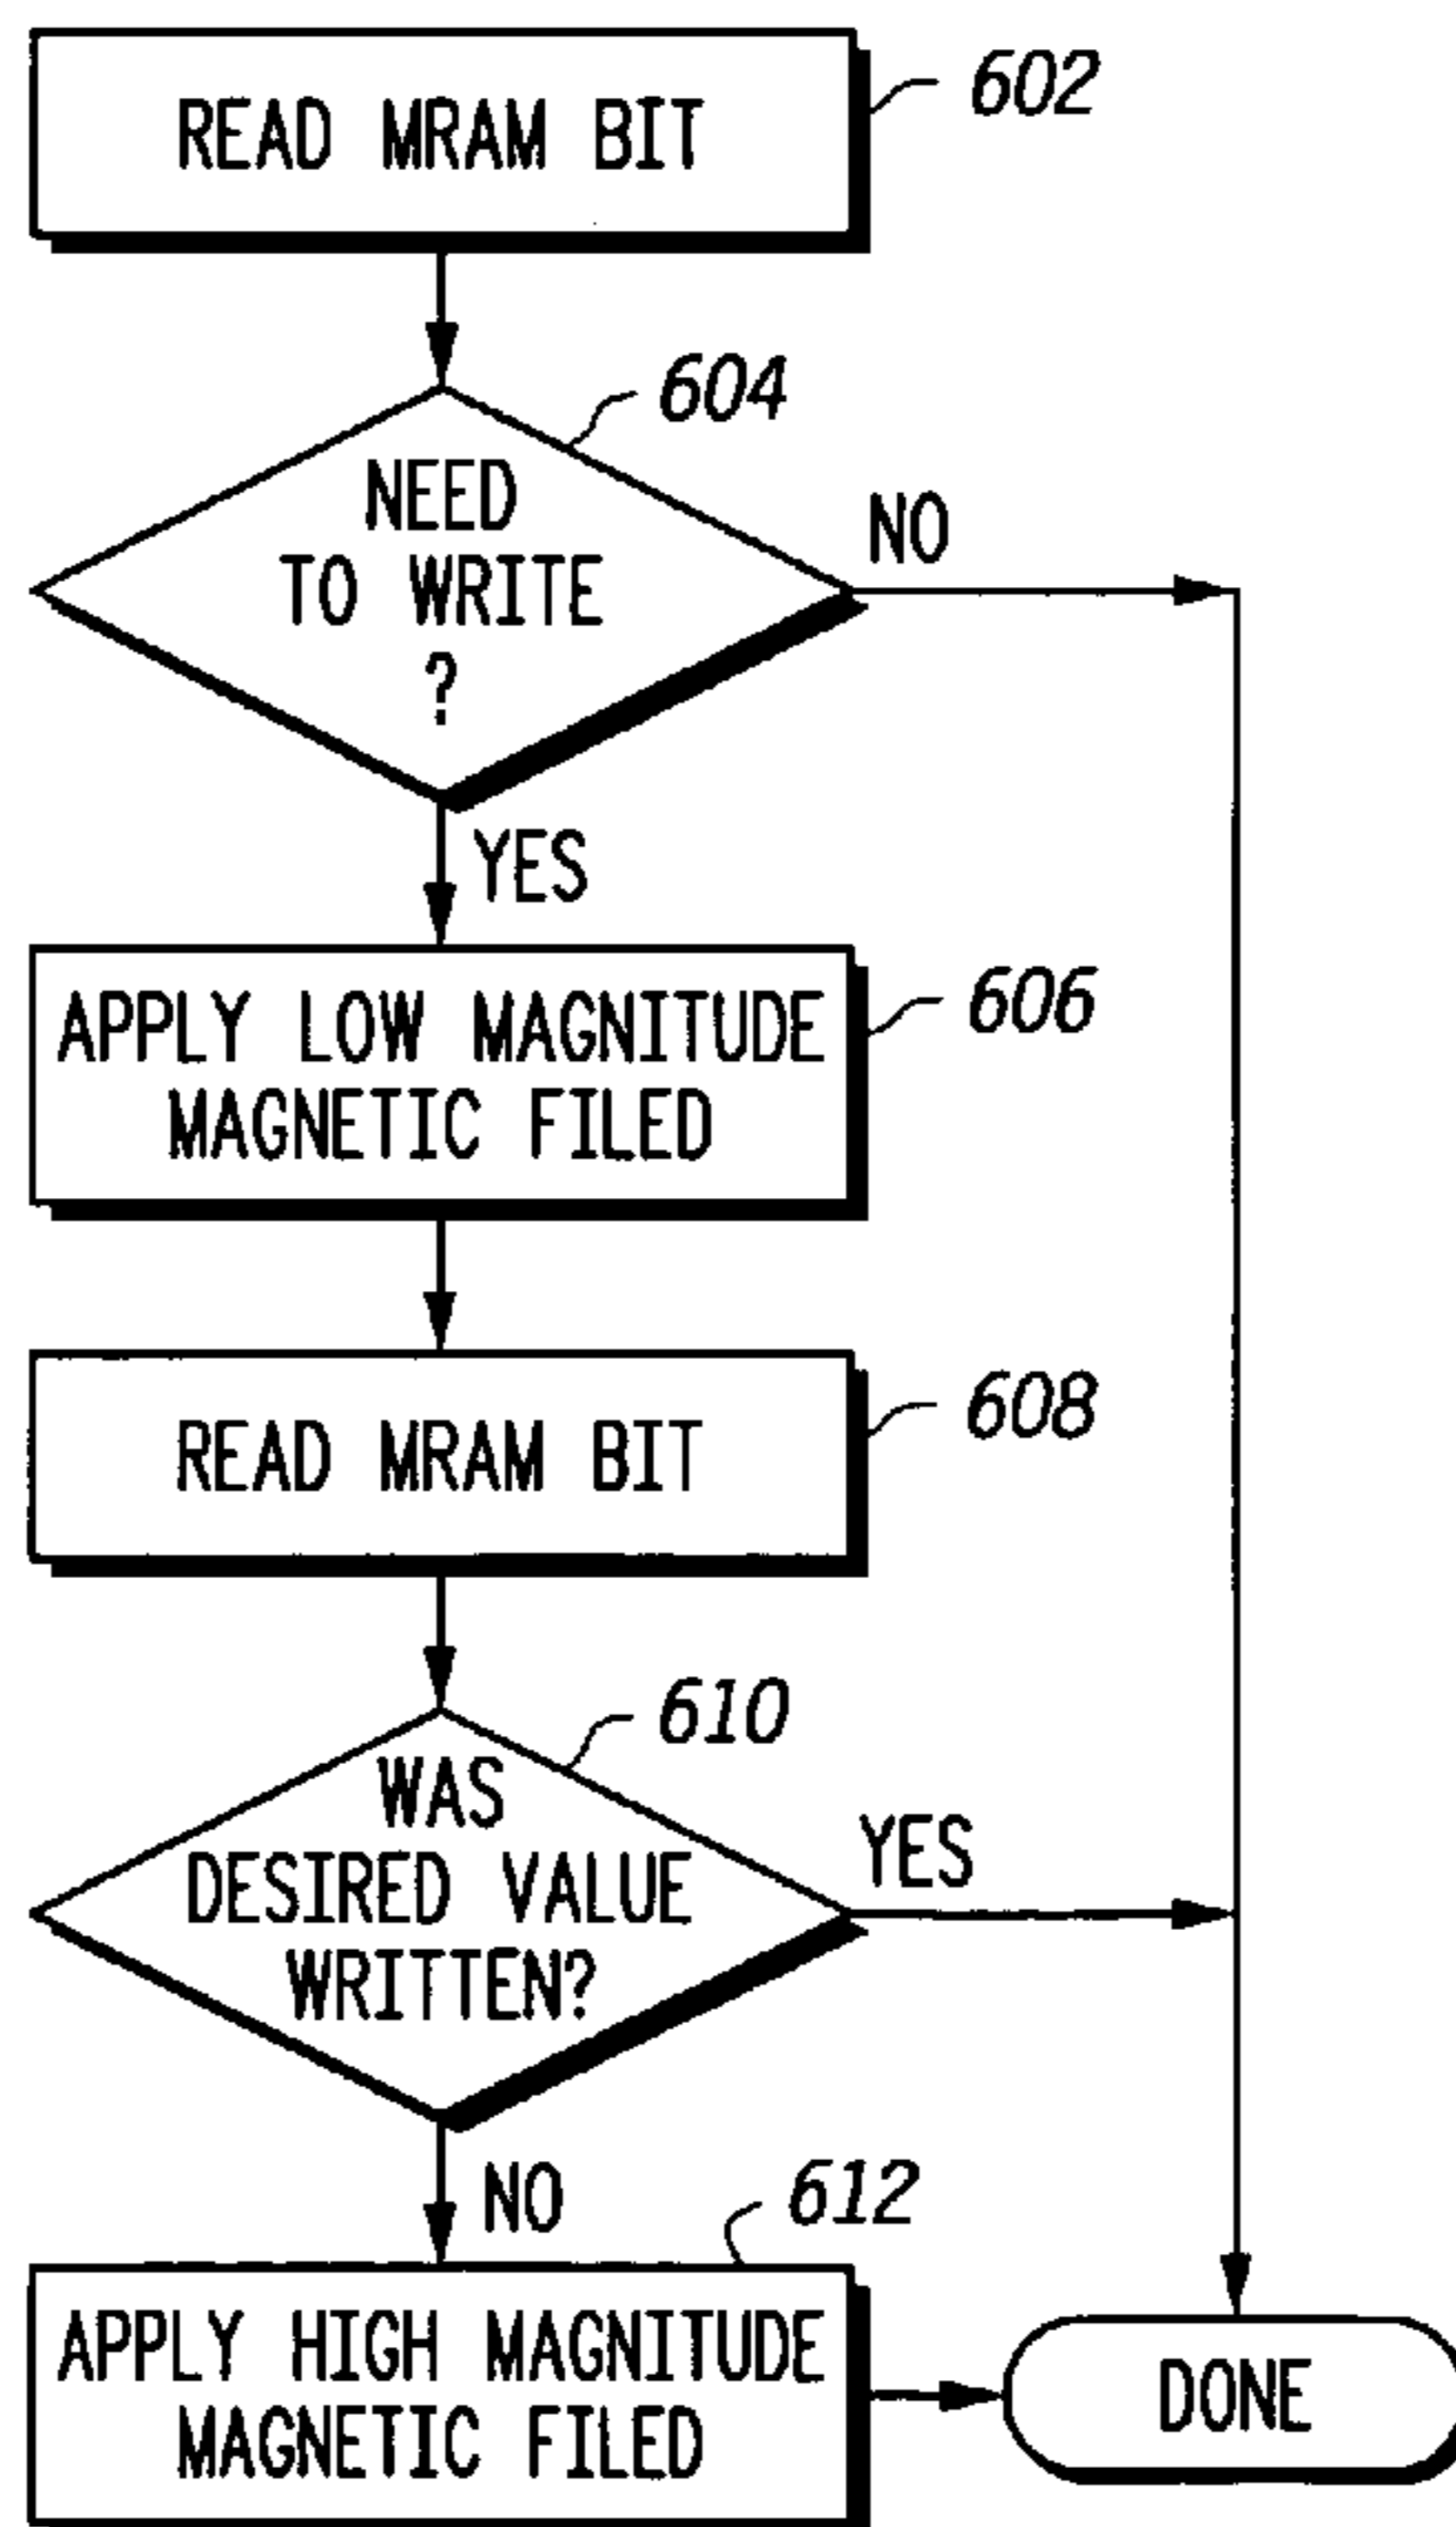 READ MRAM BIT
602
604
NEED
TO WRITE
?
NO
YES
APPLY LOW MAGNITUDE
MAGNETIC FILED
606
READ MRAM BIT
608
610
WAS
DESIRED VALUE
WRITTEN?
YES
NO
612
APPLY HIGH MAGNITUDE
MAGNETIC FILED
DONE